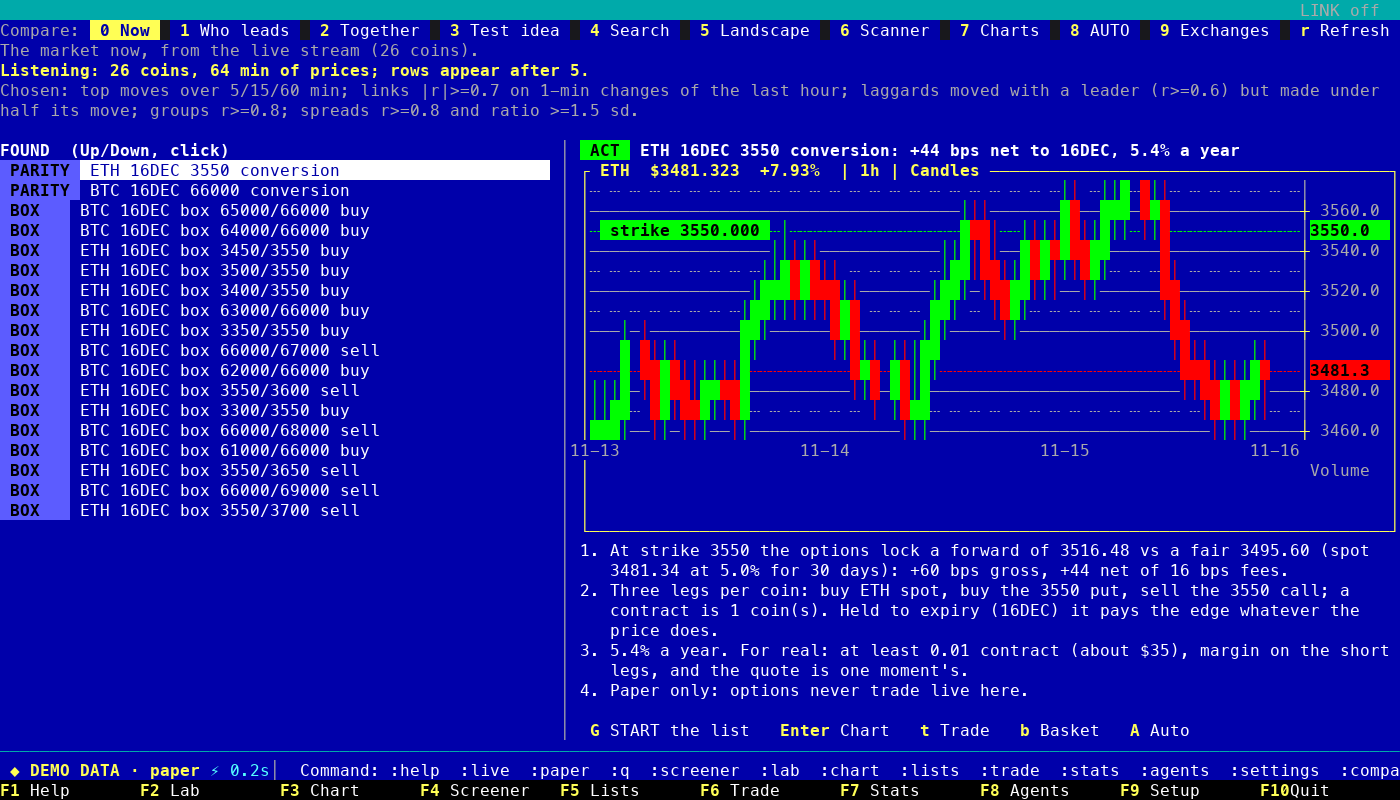 LINK off
Compare: 0 Now 1 Who leads 2 Together 3 Test idea 4 Search 5 Landscape 6 Scanner 7 Charts 8 AUTO 9 Exchanges r Refresh
The market now, from the live stream (26 coins).
Listening: 26 coins, 64 min of prices; rows appear after 5.
Chosen: top moves over 5/15/60 min; links |r|>=0.7 on 1-min changes of the last hour; laggards moved with a leader (r>=0.6) but made under
half its move; groups r>=0.8; spreads r>=0.8 and ratio >=1.5 sd.
FOUND (Up/Down, click)
PARITY ETH 16DEC 3550 conversion
PARITY BTC 16DEC 66000 conversion
BOX BTC 16DEC box 65000/66000 buy
BOX BTC 16DEC box 64000/66000 buy
BOX ETH 16DEC box 3450/3550 buy
BOX ETH 16DEC box 3500/3550 buy
BOX ETH 16DEC box 3400/3550 buy
BOX BTC 16DEC box 63000/66000 buy
BOX ETH 16DEC box 3350/3550 buy
BOX BTC 16DEC box 66000/67000 sell
BOX BTC 16DEC box 62000/66000 buy
BOX ETH 16DEC box 3550/3600 sell
BOX ETH 16DEC box 3300/3550 buy
BOX BTC 16DEC box 66000/68000 sell
BOX BTC 16DEC box 61000/66000 buy
BOX ETH 16DEC box 3550/3650 sell
BOX BTC 16DEC box 66000/69000 sell
BOX ETH 16DEC box 3550/3700 sell
ACT ETH 16DEC 3550 conversion: +44 bps net to 16DEC, 5.4% a year
ETH $3481.323 +7.93% | 1h | Candles
3560.0
strike 3550.000
3550.0
3540.0
3520.0
3500.0
3481.3
3480.0
3460.0
11-13 11-14 11-15 11-16
Volume
1. At strike 3550 the options lock a forward of 3516.48 vs a fair 3495.60 (spot
3481.34 at 5.0% for 30 days): +60 bps gross, +44 net of 16 bps fees.
2. Three legs per coin: buy ETH spot, buy the 3550 put, sell the 3550 call; a
contract is 1 coin(s). Held to expiry (16DEC) it pays the edge whatever the
price does.
3. 5.4% a year. For real: at least 0.01 contract (about $35), margin on the short
legs, and the quote is one moment's.
4. Paper only: options never trade live here.
G START the list Enter Chart t Trade b Basket A Auto
◆ DEMO DATA · paper ⚡ 0.2s Command: :help :live :paper :q :screener :lab :chart :lists :trade :stats :agents :settings :compa
F1 Help F2 Lab F3 Chart F4 Screener F5 Lists F6 Trade F7 Stats F8 Agents F9 Setup F10Quit